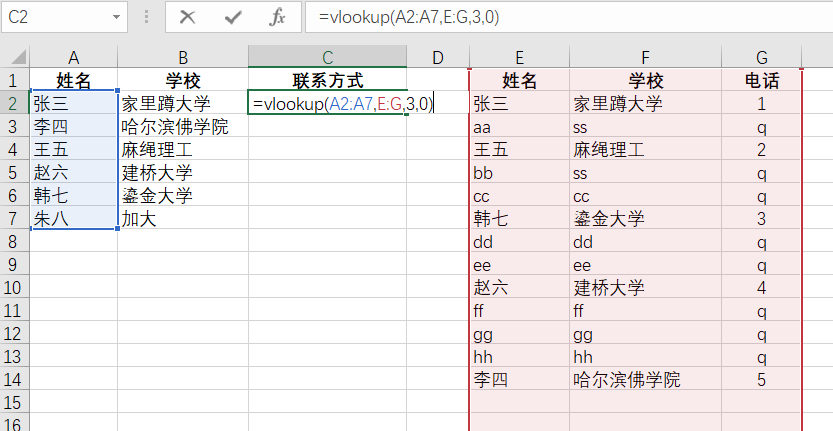 C2 =vlookup(A2:A7,E:G,3,0)
A B C D E F G
1 姓名 学校 联系方式 姓名 学校 电话
2 张三 家里蹲大学 =vlookup(A2:A7,E:G,3,0) 张三 家里蹲大学 1
3 李四 哈尔滨佛学院 aa ss q
4 王五 麻绳理工 王五 麻绳理工 2
5 赵六 建桥大学 bb ss q
6 韩七 鎏金大学 cc cc q
7 朱八 加大 韩七 鎏金大学 3
8 dd dd q
9 ee ee q
10 赵六 建桥大学 4
11 ff ff q
12 gg gg q
13 hh hh q
14 李四 哈尔滨佛学院 5
15
16